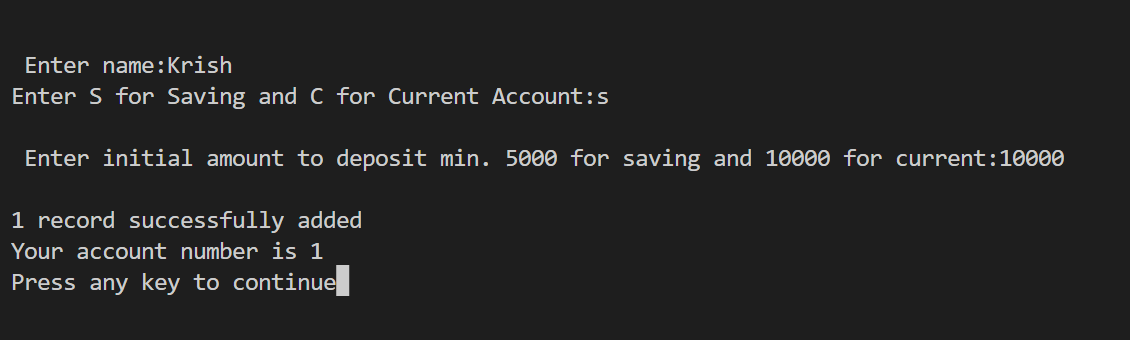 Enter name:Krish
Enter S for Saving and C for Current Account:s
Enter initial amount to deposit min. 5000 for saving and 10000 for current:10000
1 record successfully added
Your account number is 1
Press any key to continue